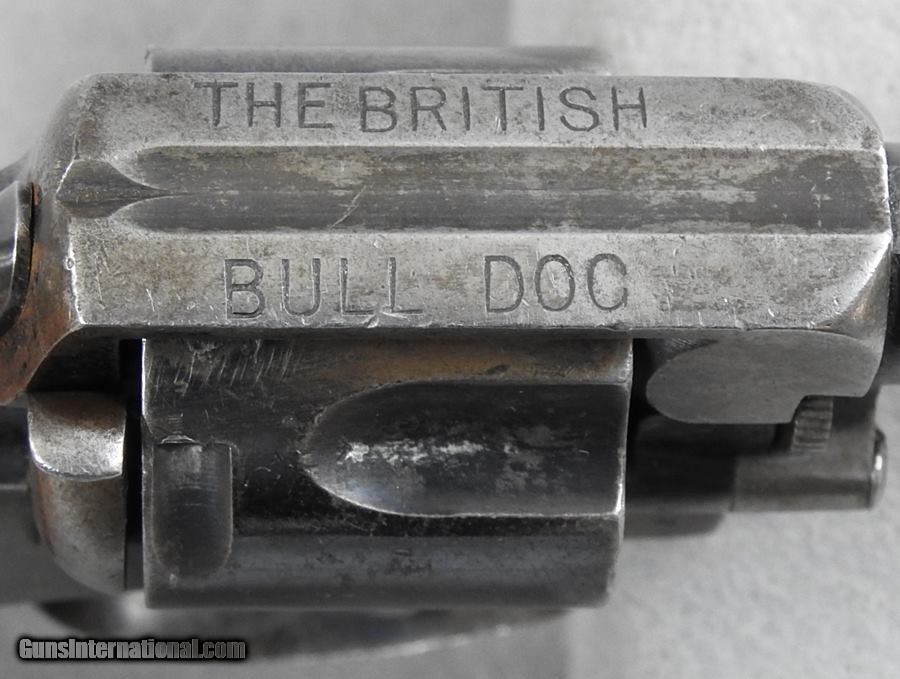 THE BRITISH
BULL DOG
GunsInternational.com